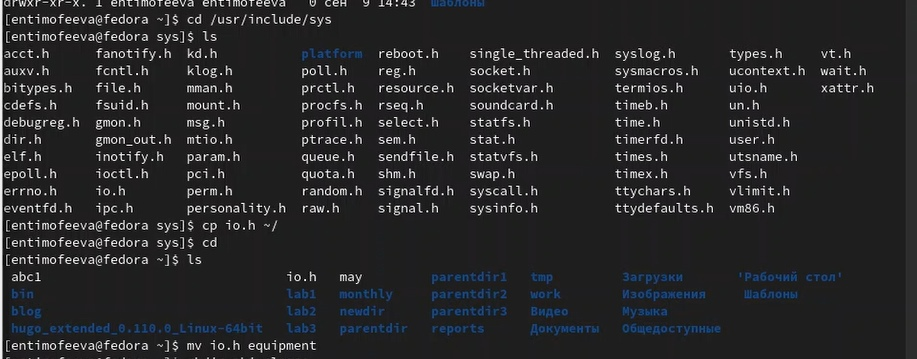 drwxr-xr-x. 1 entimofeeva entimofeeva 0 сен 9 14:43 Шаблоны
[entimofeeva@fedora ~]$ cd /usr/include/sys
[entimofeeva@fedora sys]$ ls
acct.h fanotify.h kd.h platform reboot.h single_threaded.h syslog.h types.h vt.h
auxv.h fcntl.h klog.h poll.h reg.h socket.h sysmacros.h ucontext.h wait.h
bitypes.h file.h mman.h prctl.h resource.h socketvar.h termios.h uio.h xattr.h
cdefs.h fsuid.h mount.h procfs.h rseq.h soundcard.h timeb.h un.h
debugreg.h gmon.h msg.h profil.h select.h statfs.h time.h unistd.h
dir.h gmon_out.h mtio.h ptrace.h sem.h stat.h timerfd.h user.h
elf.h inotify.h param.h queue.h sendfile.h statvfs.h times.h utsname.h
epoll.h ioctl.h pci.h quota.h shm.h swap.h timex.h vfs.h
errno.h io.h perm.h random.h signalfd.h syscall.h ttychars.h vlimit.h
eventfd.h ipc.h personality.h raw.h signal.h sysinfo.h ttydefaults.h vm86.h
[entimofeeva@fedora sys]$ cp io.h ~/
[entimofeeva@fedora sys]$ cd
[entimofeeva@fedora ~]$ ls
abc1 io.h may parentdir1 tmp Загрузки 'Рабочий стол'
bin lab1 monthly parentdir2 work Изображения Шаблоны
blog lab2 newdir parentdir3 Видео Музыка
hugo_extended_0.110.0_Linux-64bit lab3 parentdir reports Документы Общедоступные
[entimofeeva@fedora ~]$ mv io.h equipment